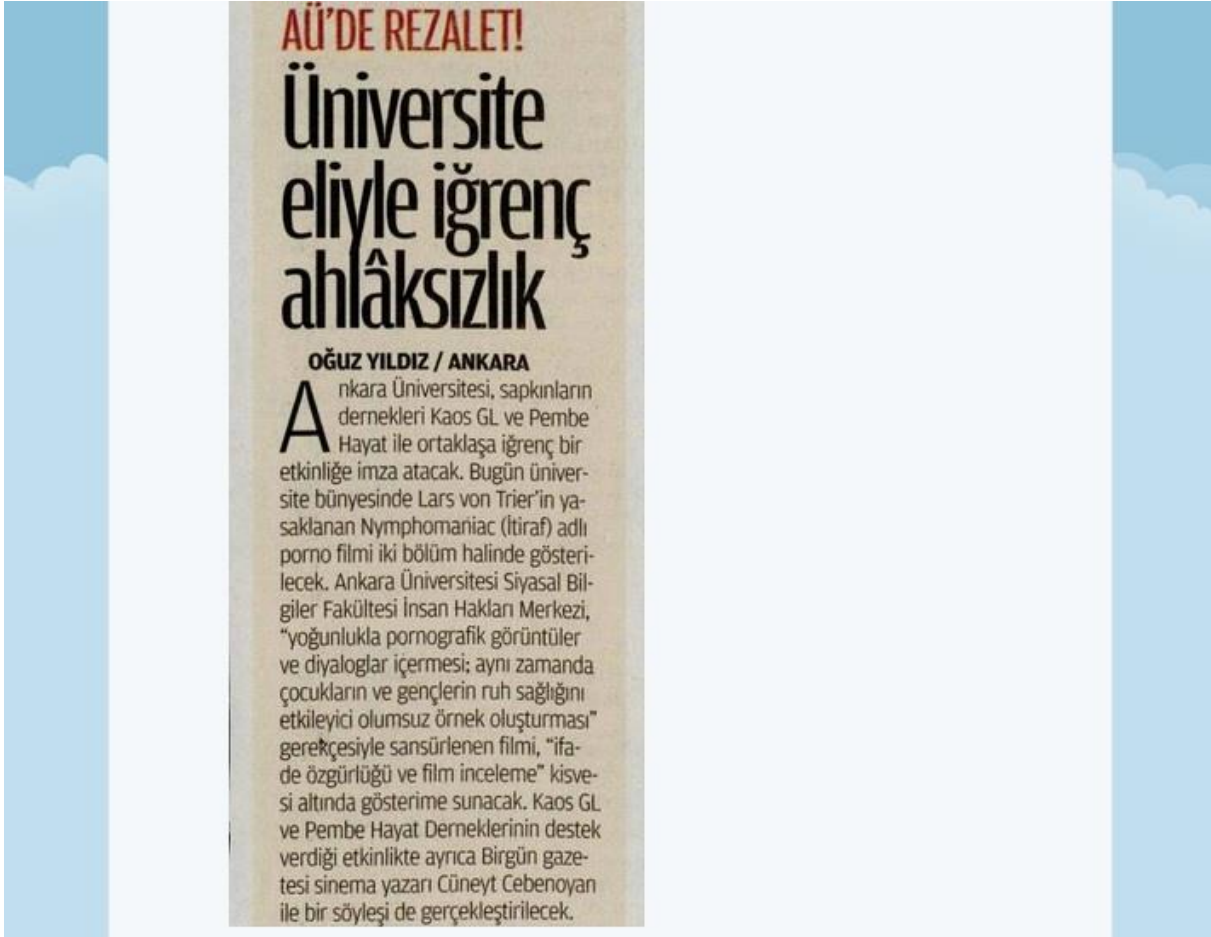 AÜ'DE REZALET!
Üniversite
eliyle iğrenç
ahlâksızlık
OĞUZ YILDIZ / ANKARA
Ankara Üniversitesi, sapkınların
dernekleri Kaos GL ve Pembe
Hayat ile ortaklaşa iğrenç bir
etkinliğe imza atacak. Bugün üniver-
site bünyesinde Lars von Trier'in ya-
saklanan Nymphomaniac (İtiraf) adlı
porno filmi iki bölüm halinde gösteri-
lecek. Ankara Üniversitesi Siyasal Bil-
giler Fakültesi İnsan Hakları Merkezi,
"yoğunlukla pornografik görüntüler
ve diyaloglar içermesi; aynı zamanda
çocukların ve gençlerin ruh sağlığını
etkileyici olumsuz örnek oluşturması"
gerekçesiyle sansürlenen filmi, "ifa-
de özgürlüğü ve film inceleme" kisve-
si altında gösterime sunacak. Kaos GL
ve Pembe Hayat Derneklerinin destek
verdiği etkinlikte ayrıca Birgün gaze-
tesi sinema yazarı Cüneyt Cebenoyan
ile bir söyleşi de gerçekleştirilecek.